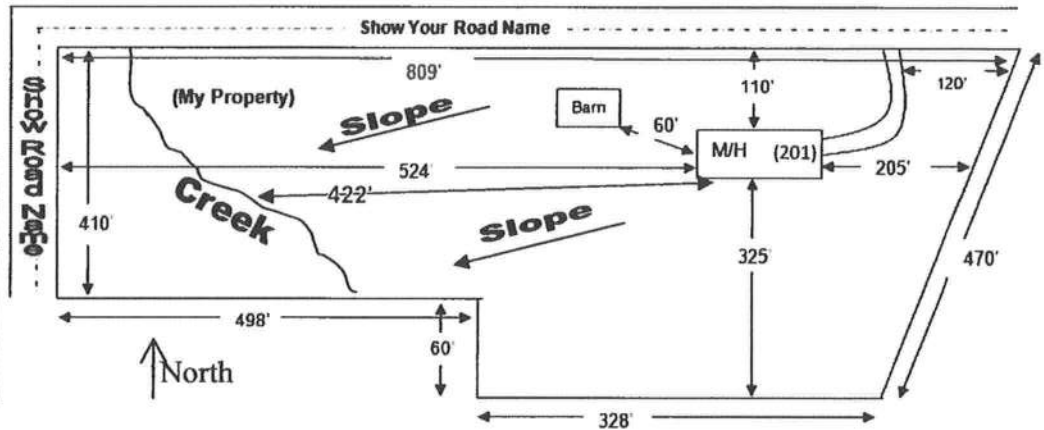 Show Your Road Name
Show Road Name
809'
110'
120'
(My Property)
Slope
Barn
60'
M/H (201)
524'
205'
422'
Creek
410'
Slope
325'
470'
498'
60'
North
328'